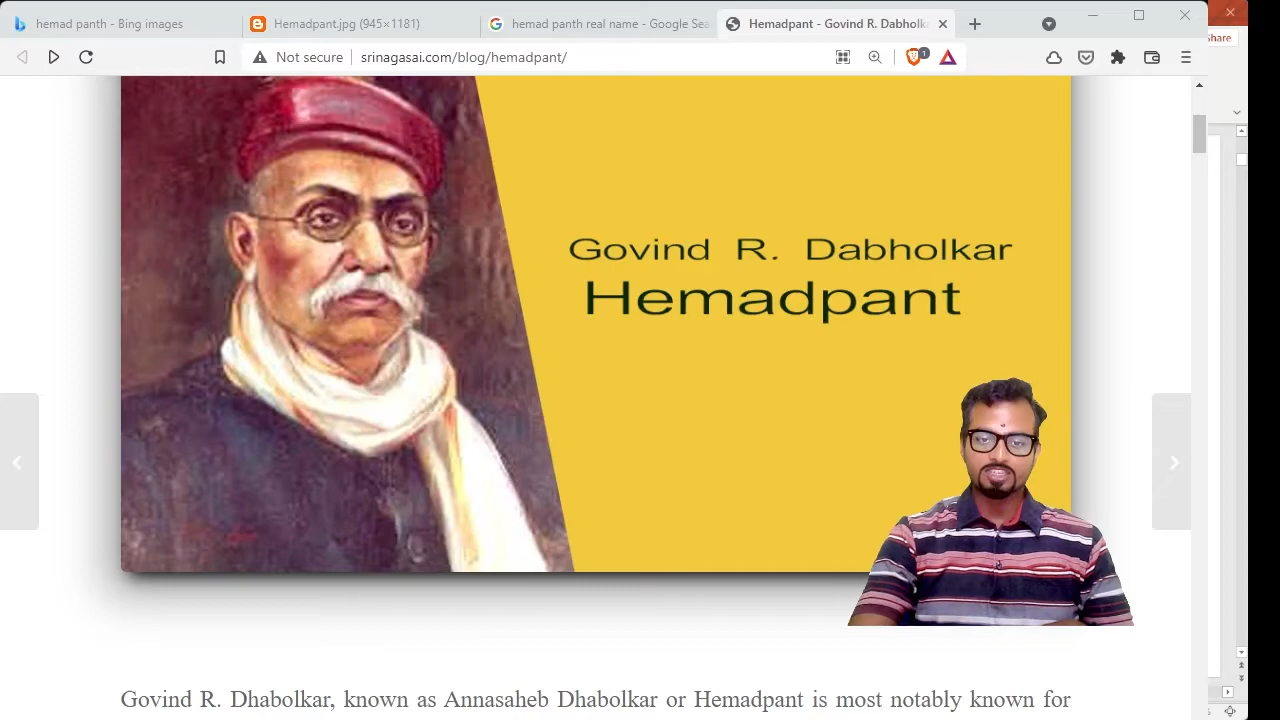 hemad panth - Bing images
Hemadpant.jpg (945×1181)
hemad panth real name - Google Sea
Hemadpant - Govind R. Dabholk
Not secure
srinagasai.com/blog/hemadpant/
1
Share
Govind R. Dabholkar
Hemadpant
Govind R. Dhabolkar, known as Annasaheb Dhabolkar or Hemadpant is most notably known for